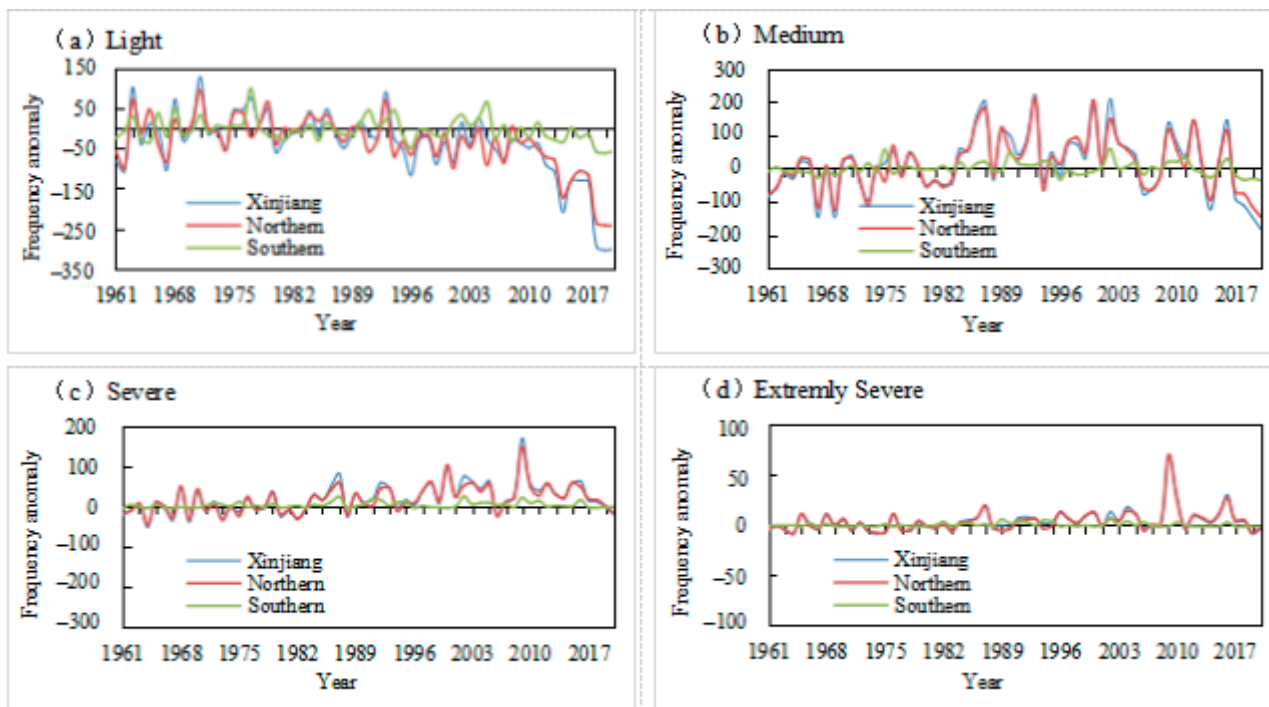 (a) Light
150
50
−50
−150
−250
−350
Frequency anomaly
Xinjiang
Northern
Southern
1961 1968 1975 1982 1989 1996 2003 2010 2017
Year
(b) Medium
300
200
100
0
−100
−200
−300
Frequency anomaly
Xinjiang
Northern
Southern
1961 1968 1975 1982 1989 1996 2003 2010 2017
Year
(c) Severe
200
100
0
−100
−200
−300
Frequency anomaly
Xinjiang
Northern
Southern
1961 1968 1975 1982 1989 1996 2003 2010 2017
Year
(d) Extremly Severe
100
50
0
−50
−100
Frequency anomaly
Xinjiang
Northern
Southern
1961 1968 1975 1982 1989 1996 2003 2010 2017
Year